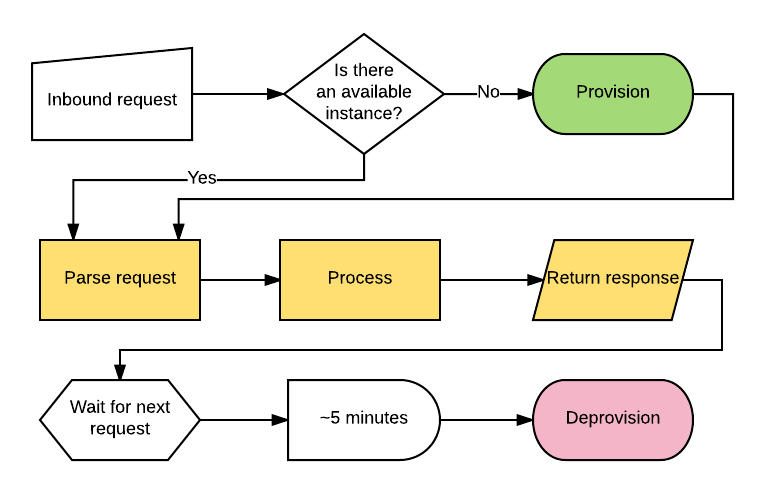 Inbound request
Is there
an available
instance?
No
Provision
Yes
Parse request
Process
Return response
Wait for next
request
~5 minutes
Deprovision